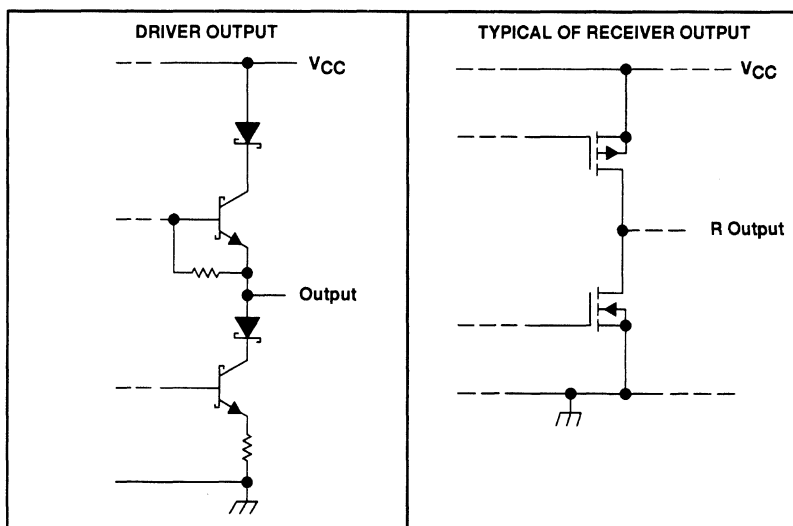 DRIVER OUTPUT
VCC
Output
TYPICAL OF RECEIVER OUTPUT
VCC
R Output